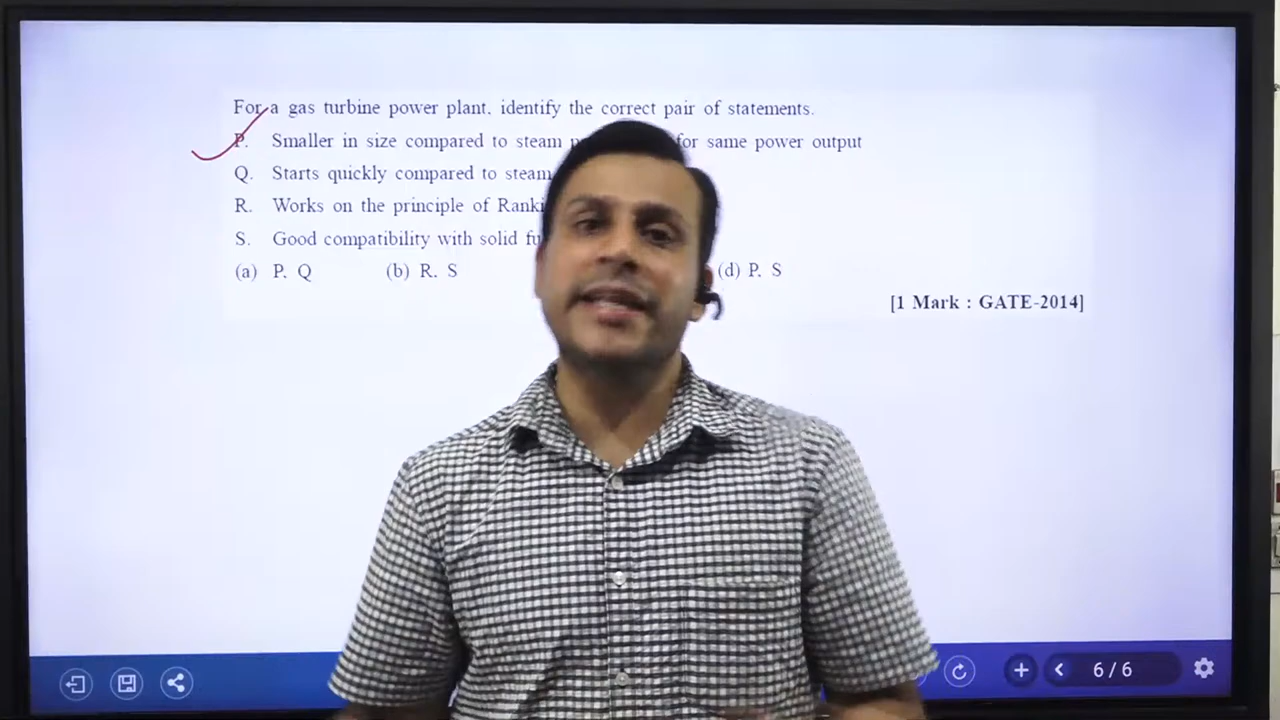 For a gas turbine power plant, identify the correct pair of statements.
P. Smaller in size compared to steam for same power output
Q. Starts quickly compared to steam
R. Works on the principle of
S. Good compatibility with solid
(a) P, Q (b) R, S (d) P, S
[1 Mark : GATE-2014]
6/6